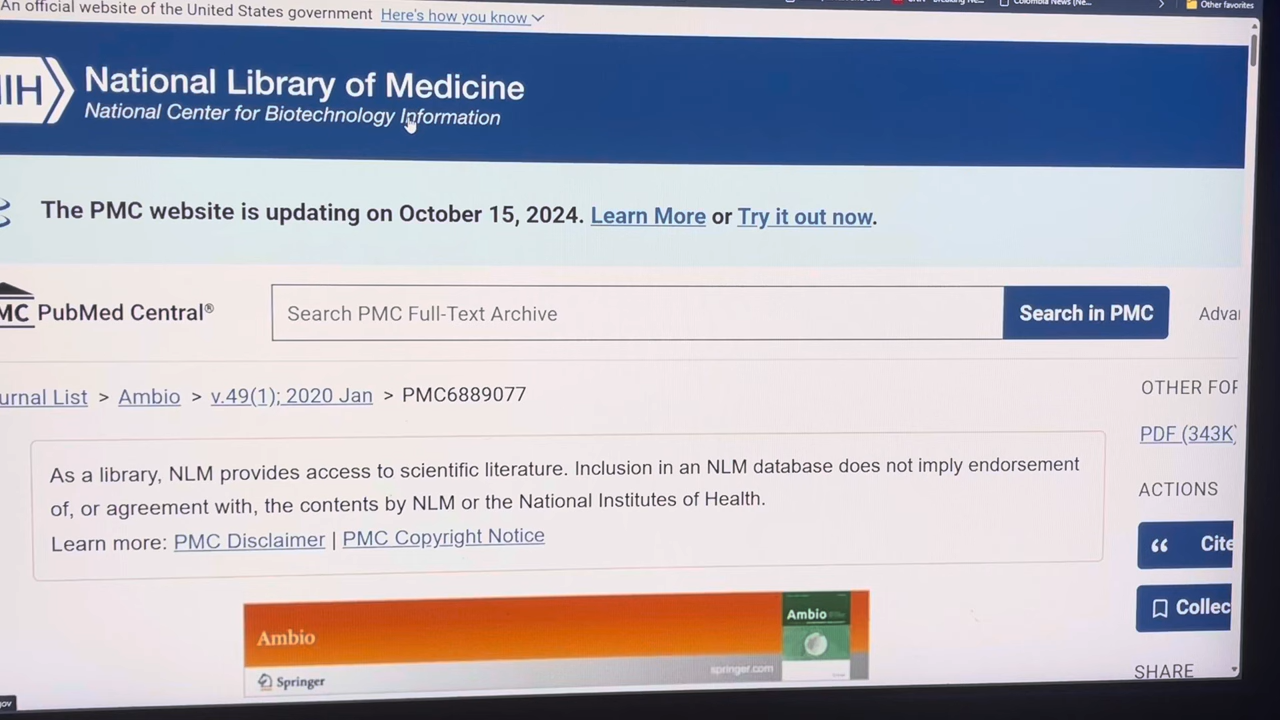 An official website of the United States government Here's how you know
Other favorites
National Library of Medicine
National Center for Biotechnology Information
The PMC website is updating on October 15, 2024. Learn More or Try it out now.
PubMed Central®
Search PMC Full-Text Archive
Search in PMC
Journal List > Ambio > v.49(1); 2020 Jan > PMC6889077
OTHER FOR
PDF (343K)
As a library, NLM provides access to scientific literature. Inclusion in an NLM database does not imply endorsement
of, or agreement with, the contents by NLM or the National Institutes of Health.
Learn more: PMC Disclaimer | PMC Copyright Notice
ACTIONS
Cite
Collec
Ambio
Ambio
springer.com
Springer
SHARE